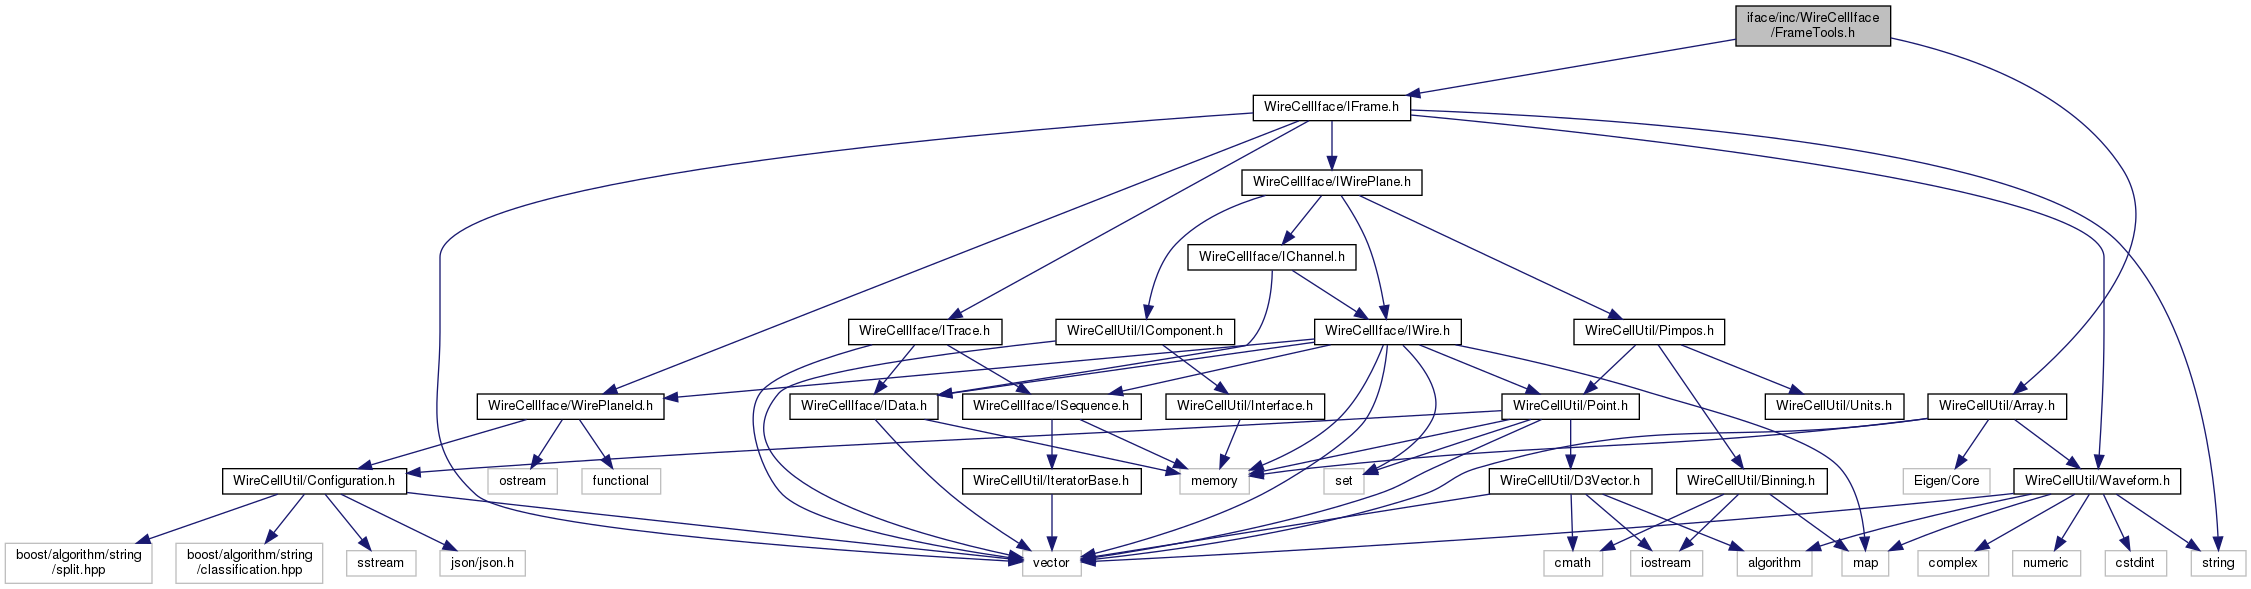 iface/inc/WireCellIface
/FrameTools.h
WireCellIface/IFrame.h
WireCellIface/IWirePlane.h
WireCellIface/IChannel.h
WireCellIface/ITrace.h
WireCellUtil/IComponent.h
WireCellIface/IWire.h
WireCellUtil/Pimpos.h
WireCellIface/WirePlaneId.h
WireCellIface/IData.h
WireCellIface/ISequence.h
WireCellUtil/Interface.h
WireCellUtil/Point.h
WireCellUtil/Units.h
WireCellUtil/Array.h
WireCellUtil/Configuration.h
ostream
functional
WireCellUtil/IteratorBase.h
memory
set
WireCellUtil/D3Vector.h
WireCellUtil/Binning.h
Eigen/Core
WireCellUtil/Waveform.h
boost/algorithm/string
/split.hpp
boost/algorithm/string
/classification.hpp
sstream
json/json.h
vector
cmath
iostream
algorithm
map
complex
numeric
cstdint
string